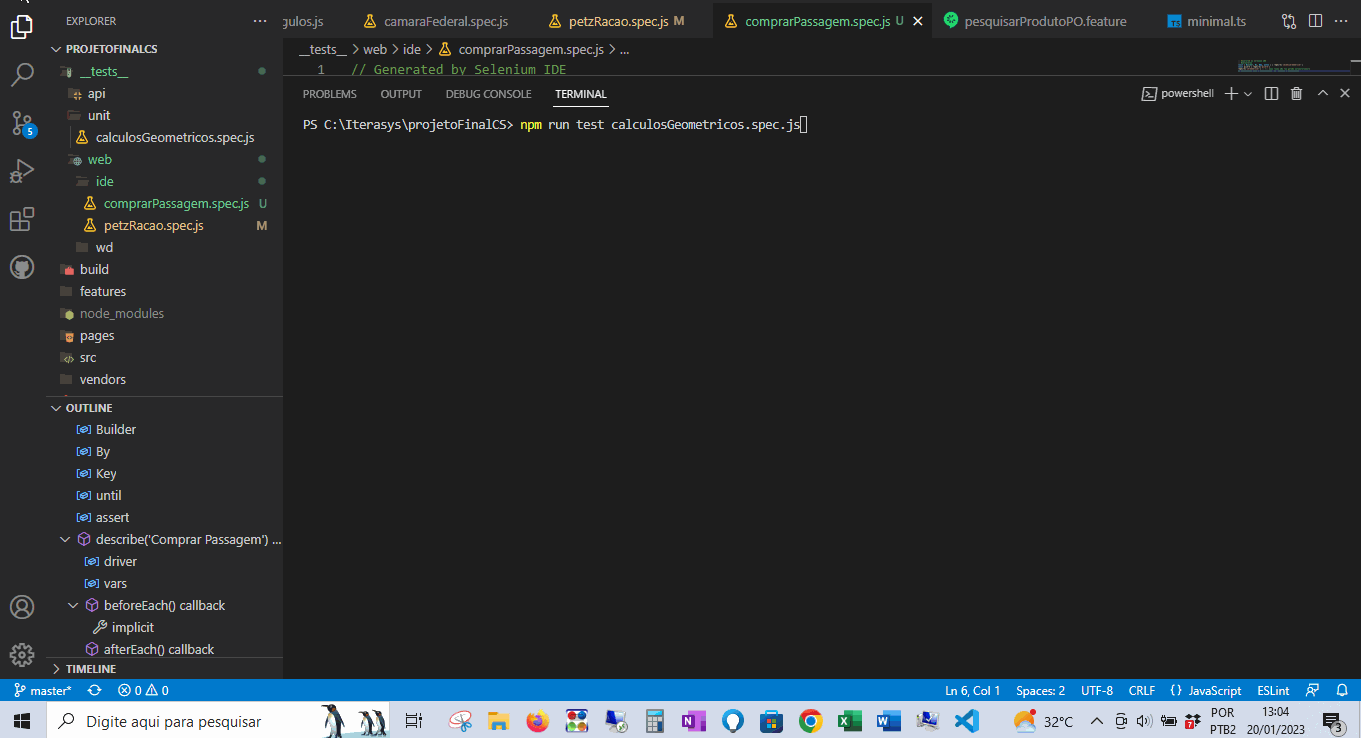 EXPLORER
gulos.js
camaraFederal.spec.js
petzRacao.spec.js M
comprarPassagem.spec.js U
pesquisarProdutoPO.feature
TS minimal.ts
PROJETOFINALCS
__tests__ > web > ide > comprarPassagem.spec.js > ...
1 // Generated by Selenium IDE
__tests__
api
unit
calculosGeometricos.spec.js
web
ide
comprarPassagem.spec.js U
petzRacao.spec.js M
wd
build
features
node_modules
pages
src
vendors
PROBLEMS OUTPUT DEBUG CONSOLE TERMINAL
powershell
PS C:\Iterasys\projetoFinalCS> npm run test calculosGeometricos.spec.js
5
OUTLINE
Builder
By
Key
until
assert
describe('Comprar Passagem') ...
driver
vars
beforeEach() callback
implicit
afterEach() callback
TIMELINE
master* 0 0
Ln 6, Col 1 Spaces: 2 UTF-8 CRLF {} JavaScript ESLint
Digite aqui para pesquisar
32°C
POR
PTB2
13:04
20/01/2023
3